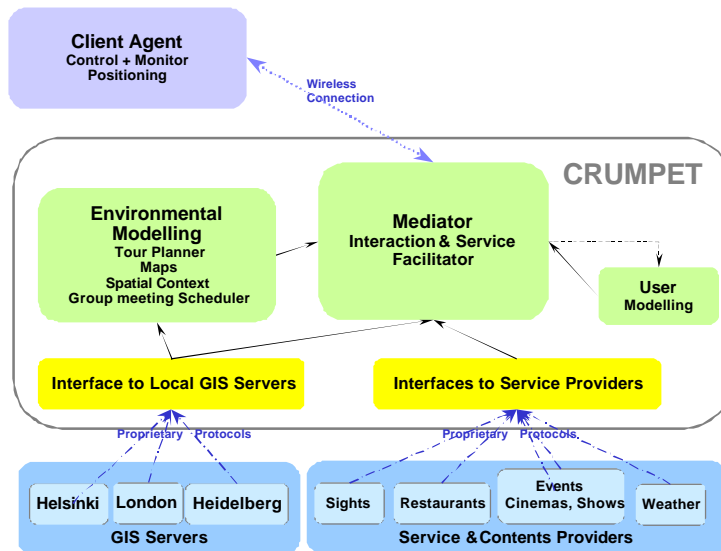 Client Agent
Control + Monitor
Positioning
Wireless
Connection
CRUMPET
Environmental
Modelling
Tour Planner
Maps
Spatial Context
Group meeting Scheduler
Mediator
Interaction & Service
Facilitator
User
Modelling
Interface to Local GIS Servers
Interfaces to Service Providers
Proprietary Protocols
Proprietary Protocols
Helsinki
London
Heidelberg
GIS Servers
Sights
Restaurants
Events
Cinemas, Shows
Weather
Service & Contents Providers